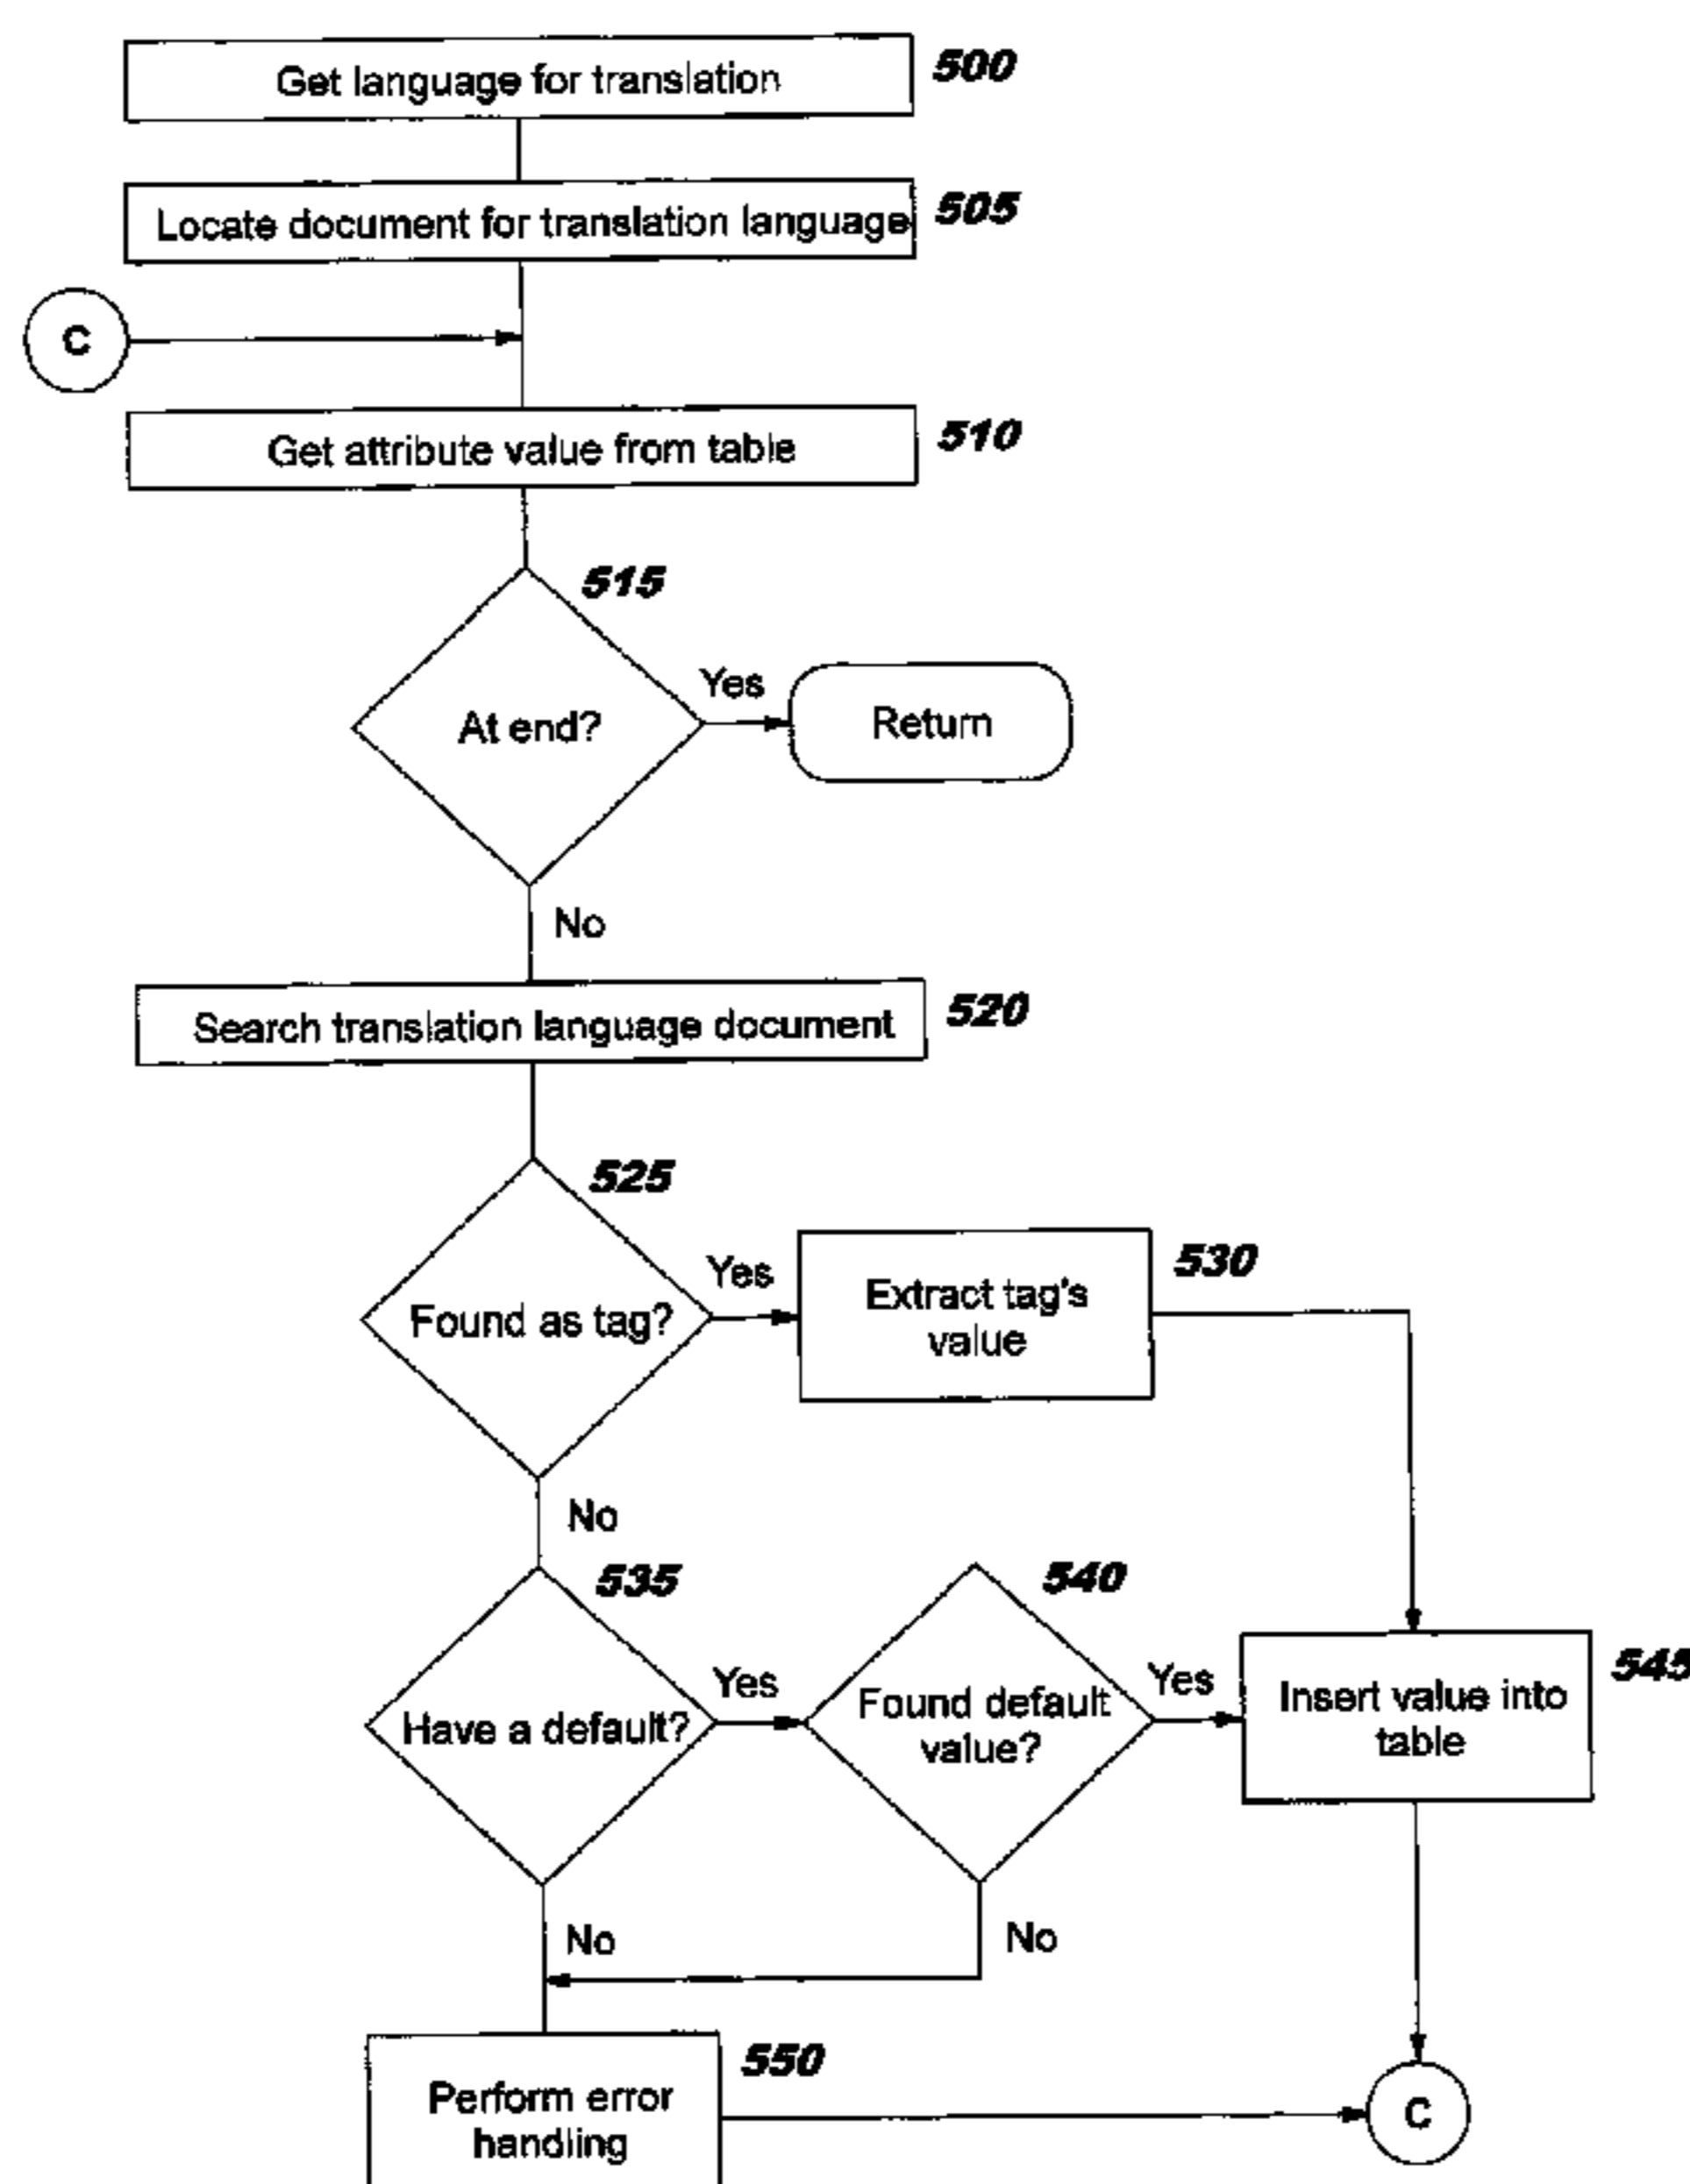 Get language for translation
500
Locate document for translation language
505
C
Get attribute value from table
510
515
At end?
Yes
Return
No
Search translation language document
520
525
Found as tag?
Yes
Extract tag's
value
530
No
535
Have a default?
Yes
540
Found default
value?
Yes
Insert value into
table
545
No
No
Perform error
handling
550
C